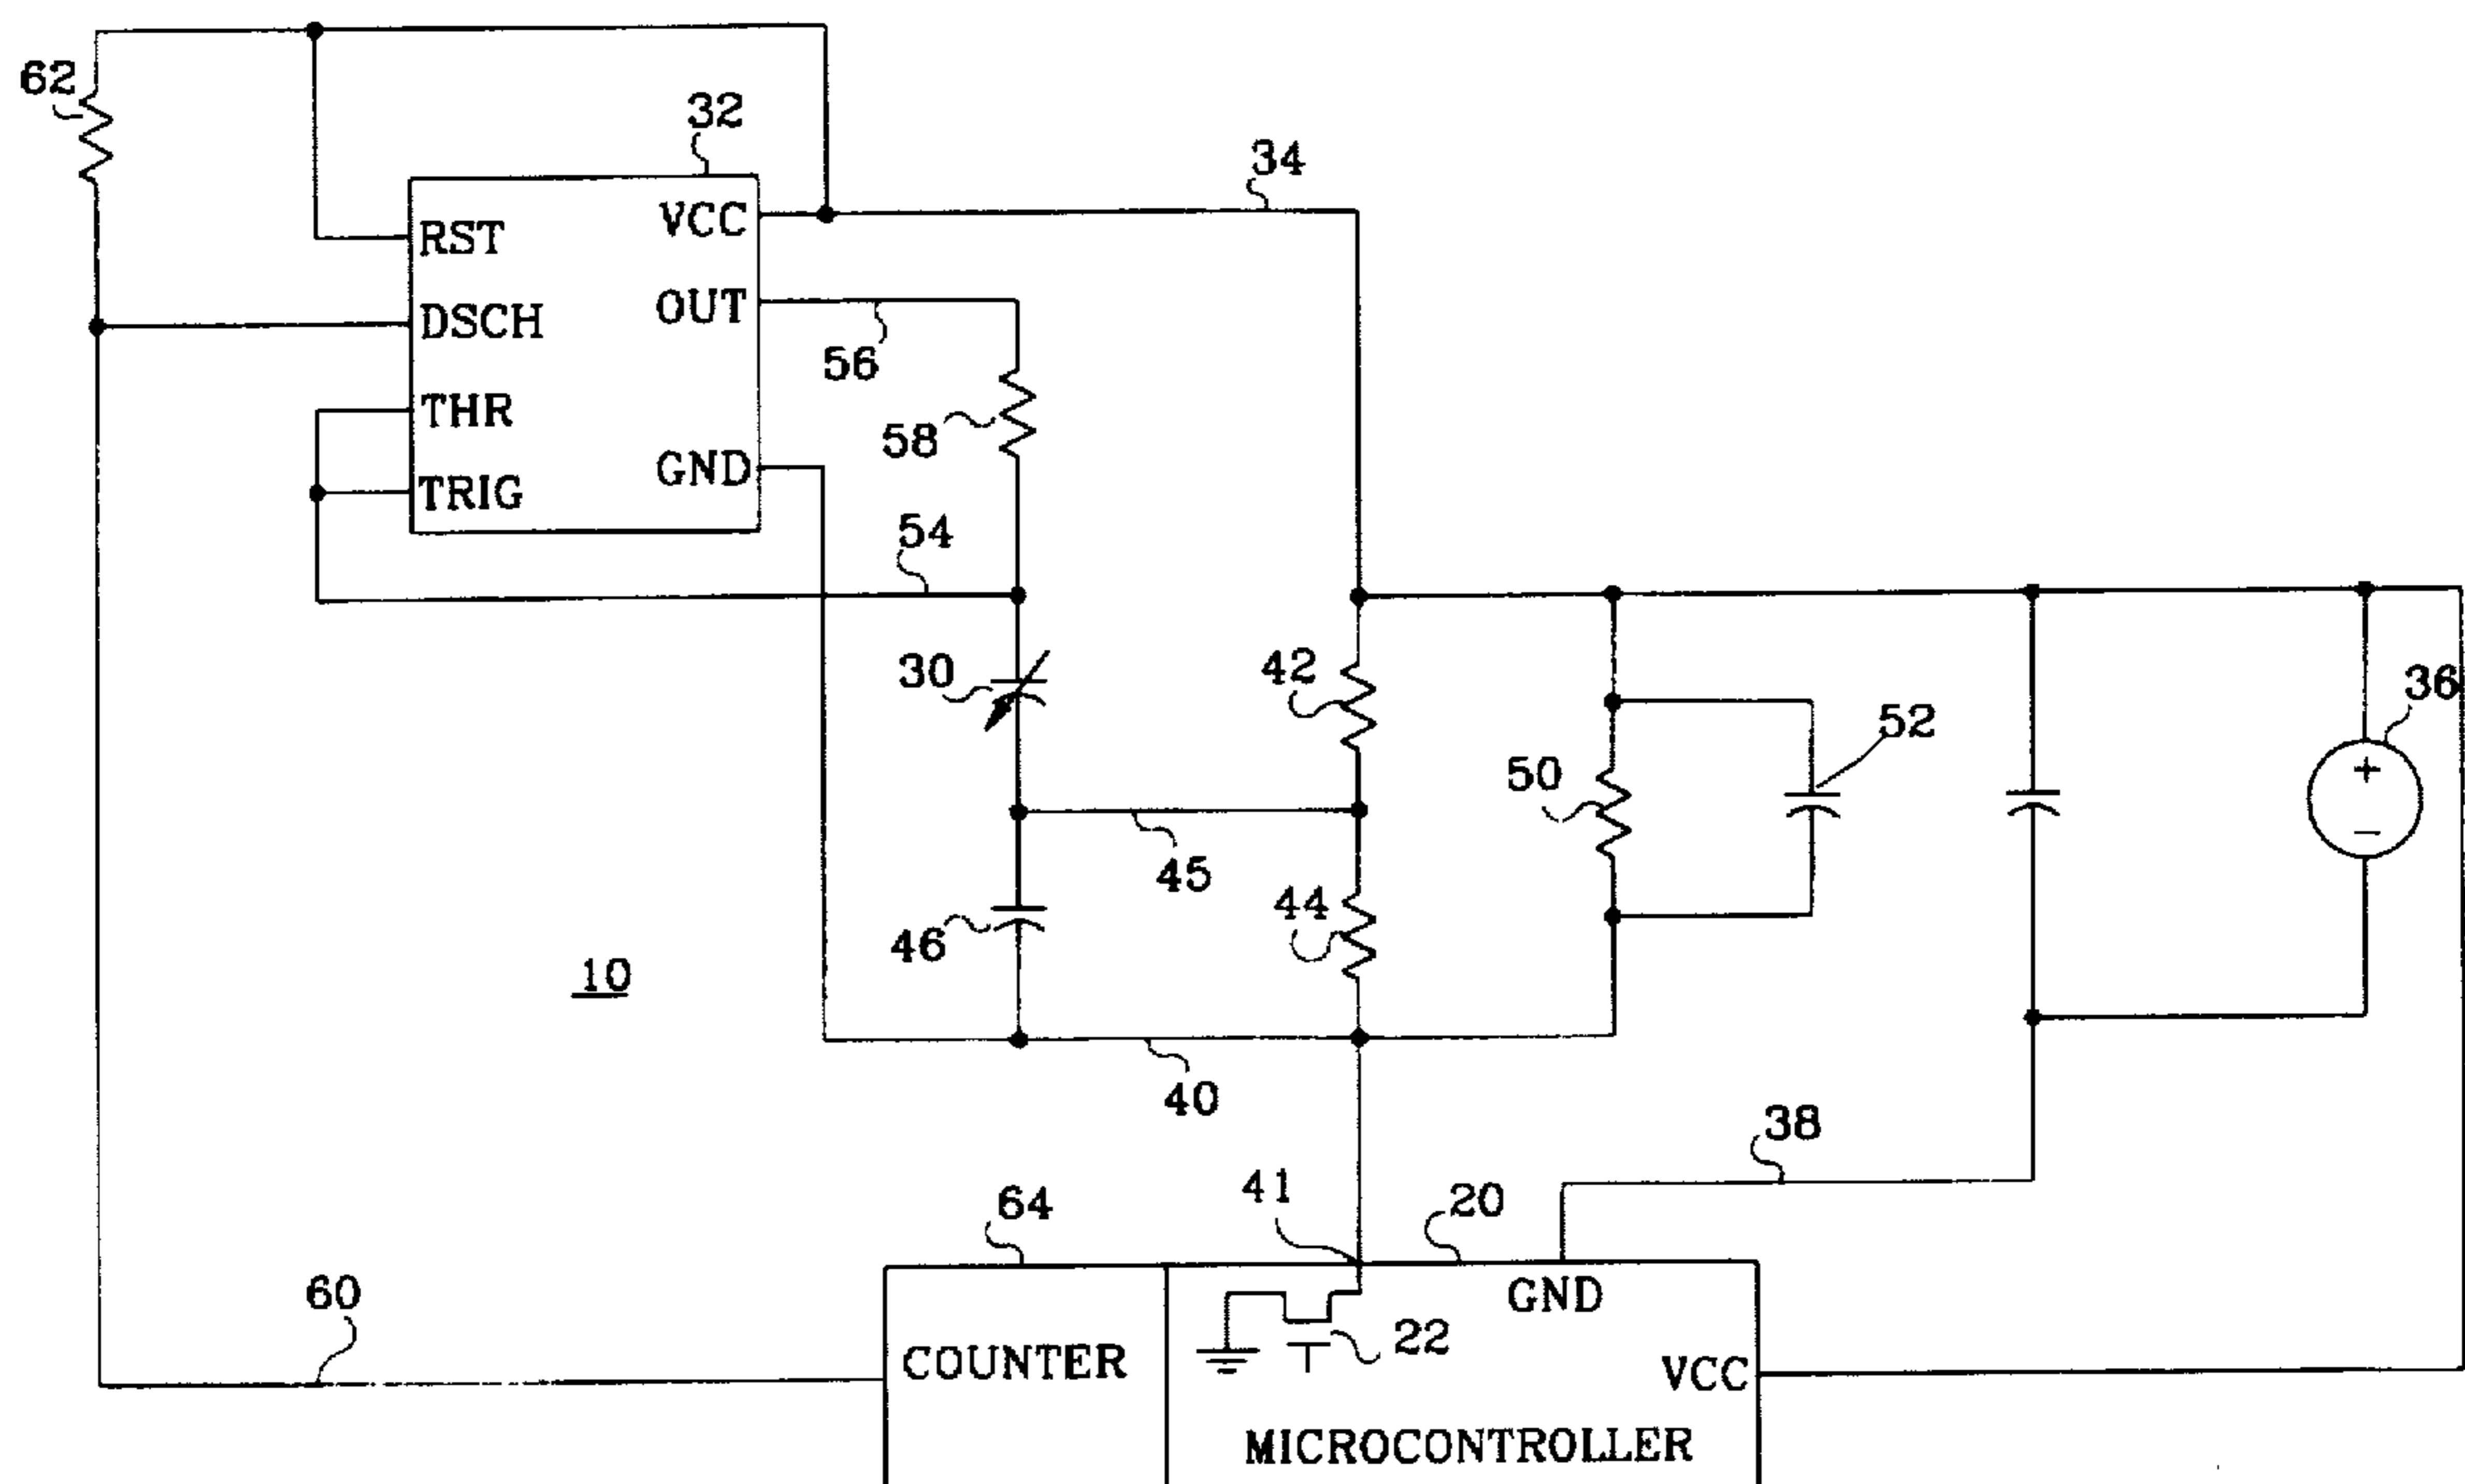 62
32
34
RST
VCC
DSCH
OUT
56
THR
58
TRIG
GND
54
30
42
36
52
50
45
44
46
10
40
38
41
20
64
60
GND
22
COUNTER
VCC
MICROCONTROLLER